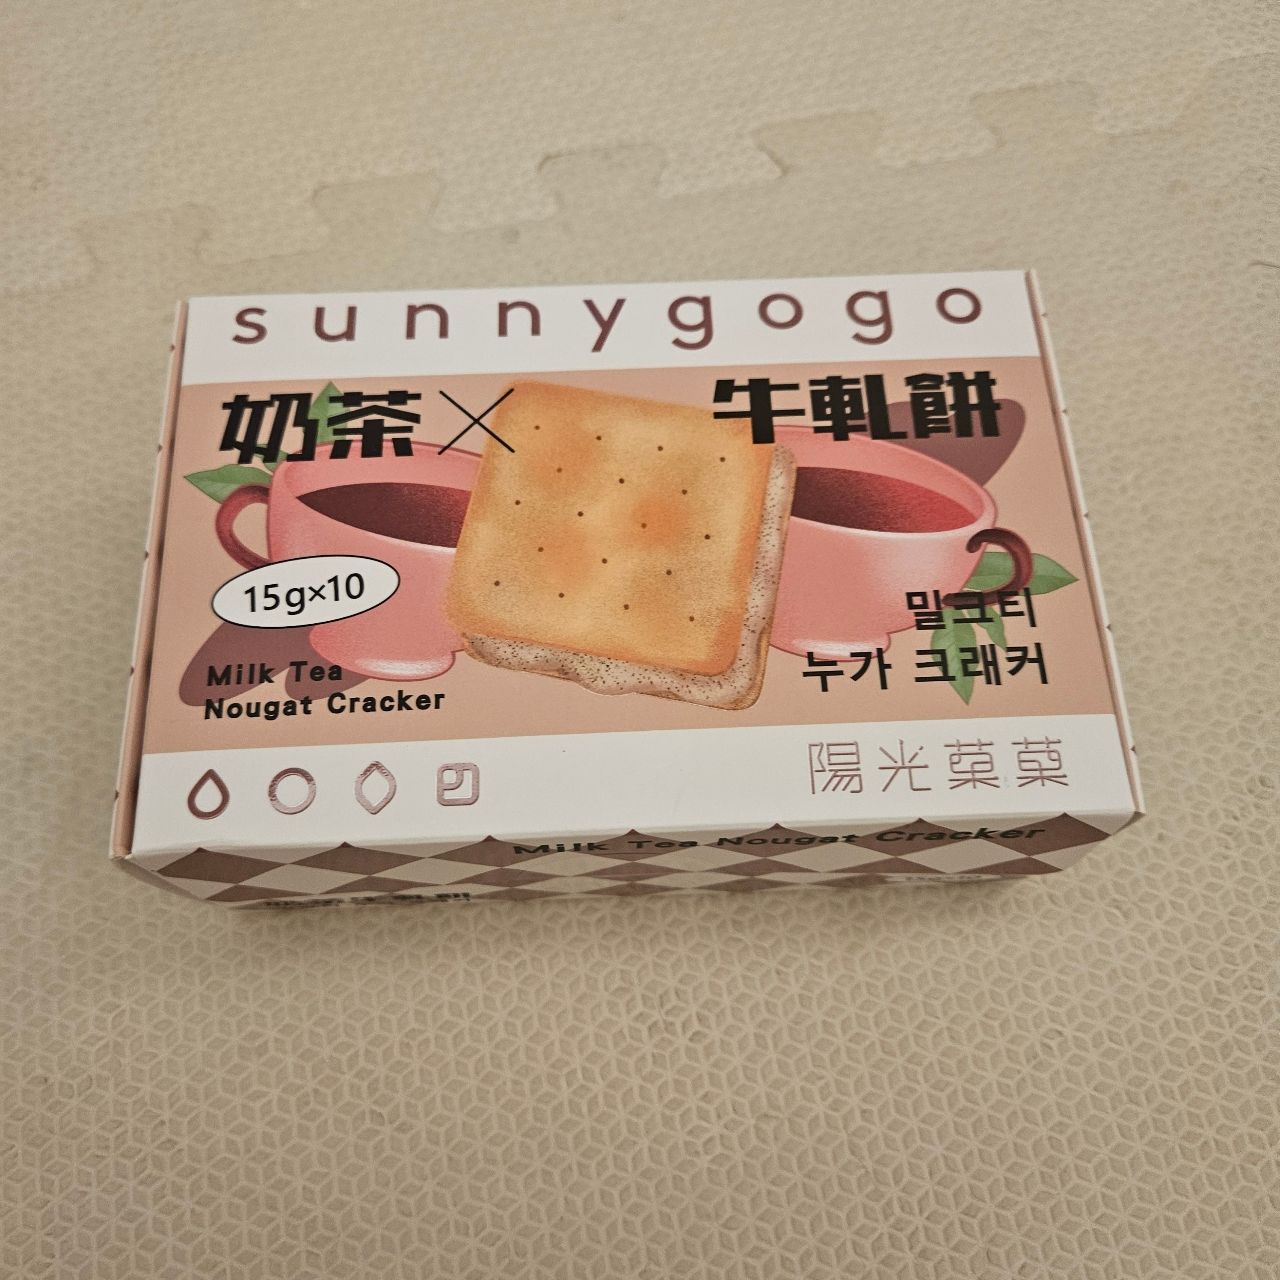 sunnygogo
奶茶× 牛軋餅
15g×10
밀크티
누가 크래커
Milk Tea
Nougat Cracker
陽光菓菓
Milk Tea Nougat Cracker